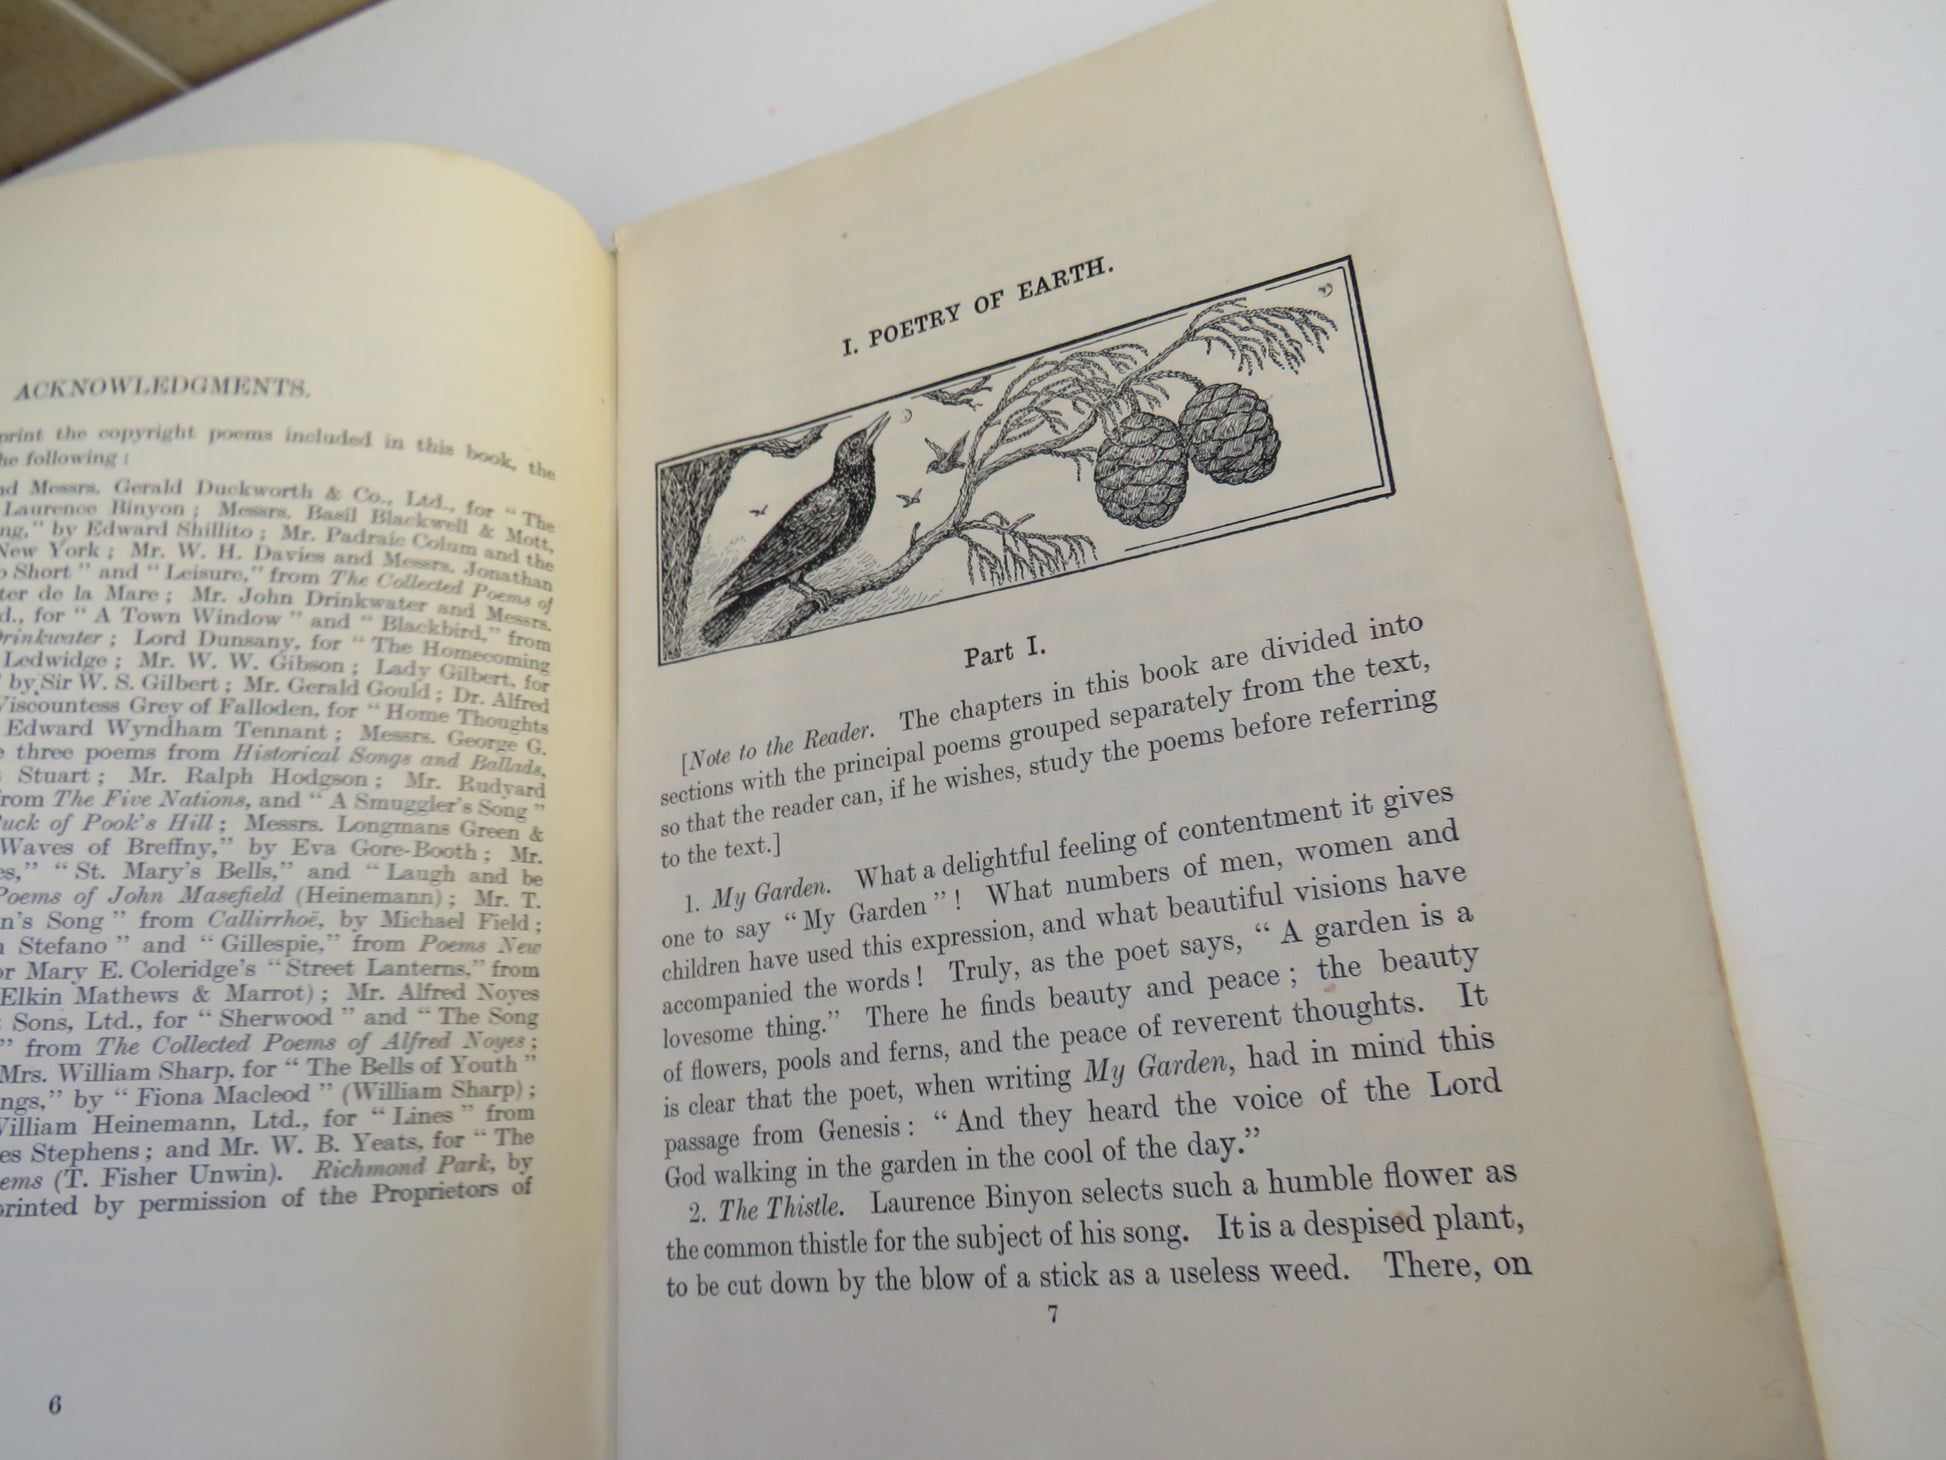 ACKNOWLEDGMENTS.
print the copyright poems included in this book, the
he following :
nd Messrs. Gerald Duckworth & Co., Ltd., for “ The
Laurence Binyon ; Messrs. Basil Blackwell & Mott,
ng,” by Edward Shillito ; Mr. Padraic Colum and the
New York ; Mr. W. H. Davies and Messrs. Jonathan
o Short ” and “ Leisure,” from The Collected Poems of
ter de la Mare ; Mr. John Drinkwater and Messrs.
d., for “ A Town Window ” and “ Blackbird,” from
Drinkwater ; Lord Dunsany, for “ The Homecoming
Ledwidge ; Mr. W. W. Gibson ; Lady Gilbert, for
” by Sir W. S. Gilbert ; Mr. Gerald Gould ; Dr. Alfred
Viscountess Grey of Falloden, for “ Home Thoughts
Edward Wyndham Tennant ; Messrs. George G.
e three poems from Historical Songs and Ballads,
Stuart ; Mr. Ralph Hodgson ; Mr. Rudyard
rom The Five Nations, and “ A Smuggler's Song ”
Puck of Pook's Hill ; Messrs. Longmans Green &
Waves of Breffny,” by Eva Gore-Booth ; Mr.
es,” “ St. Mary's Bells,” and “ Laugh and be
Poems of John Masefield (Heinemann) ; Mr. T.
n's Song ” from Callirrhoë, by Michael Field ;
n Stefano ” and “ Gillespie,” from Poems New
or Mary E. Coleridge's “ Street Lanterns,” from
Elkin Mathews & Marrot) ; Mr. Alfred Noyes
Sons, Ltd., for “ Sherwood ” and “ The Song
” from The Collected Poems of Alfred Noyes ;
Mrs. William Sharp, for “ The Bells of Youth ”
ngs,” by “ Fiona Macleod ” (William Sharp) ;
William Heinemann, Ltd., for “ Lines ” from
es Stephens ; and Mr. W. B. Yeats, for “ The
ems (T. Fisher Unwin). Richmond Park, by
printed by permission of the Proprietors of
6
I. POETRY OF EARTH.
Part I.
[Note to the Reader. The chapters in this book are divided into
sections with the principal poems grouped separately from the text,
so that the reader can, if he wishes, study the poems before referring
to the text.]
1. My Garden. What a delightful feeling of contentment it gives
one to say “ My Garden ” ! What numbers of men, women and
children have used this expression, and what beautiful visions have
accompanied the words ! Truly, as the poet says, “ A garden is a
lovesome thing.” There he finds beauty and peace ; the beauty
of flowers, pools and ferns, and the peace of reverent thoughts. It
is clear that the poet, when writing My Garden, had in mind this
passage from Genesis : “ And they heard the voice of the Lord
God walking in the garden in the cool of the day.”
2. The Thistle. Laurence Binyon selects such a humble flower as
the common thistle for the subject of his song. It is a despised plant,
to be cut down by the blow of a stick as a useless weed. There, on
7